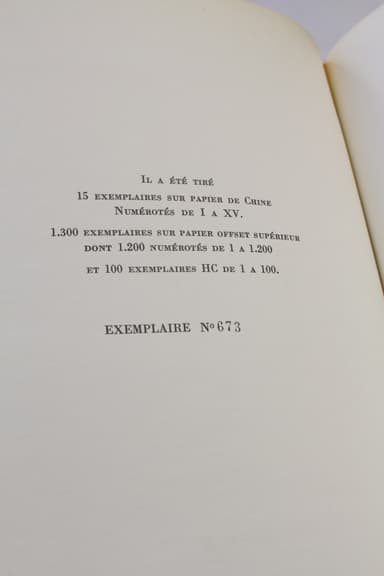 Il a été tiré
15 exemplaires sur papier de Chine
Numérotés de I a XV.
1.300 exemplaires sur papier offset supérieur
dont 1.200 numérotés de 1 a 1.200
et 100 exemplaires HC de 1 a 100.
EXEMPLAIRE Nº 673